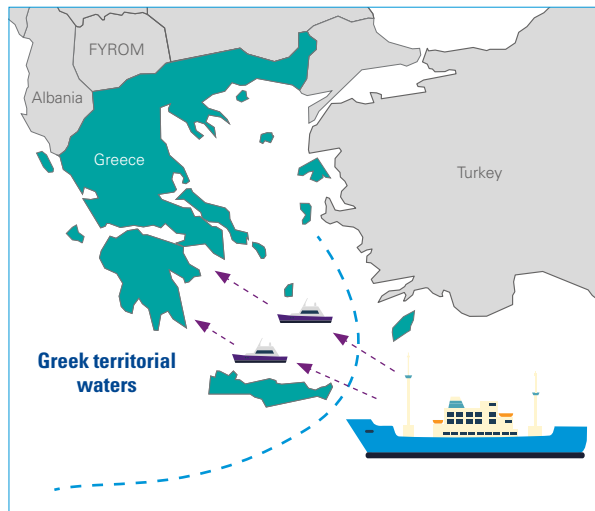 FYROM
Albania
Greece
Turkey
Greek territorial
waters